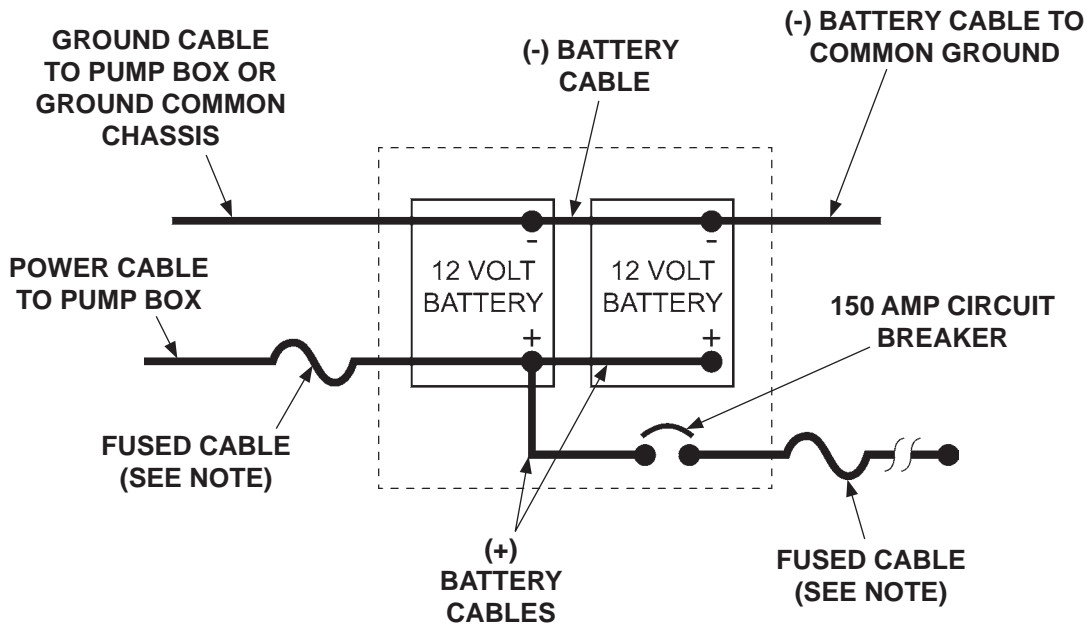 GROUND CABLE
TO PUMP BOX OR
GROUND COMMON
CHASSIS
(-) BATTERY
CABLE
(-) BATTERY CABLE TO
COMMON GROUND
POWER CABLE
TO PUMP BOX
-
12 VOLT
BATTERY
+
-
12 VOLT
BATTERY
+
150 AMP CIRCUIT
BREAKER
FUSED CABLE
(SEE NOTE)
(+)
BATTERY
CABLES
FUSED CABLE
(SEE NOTE)